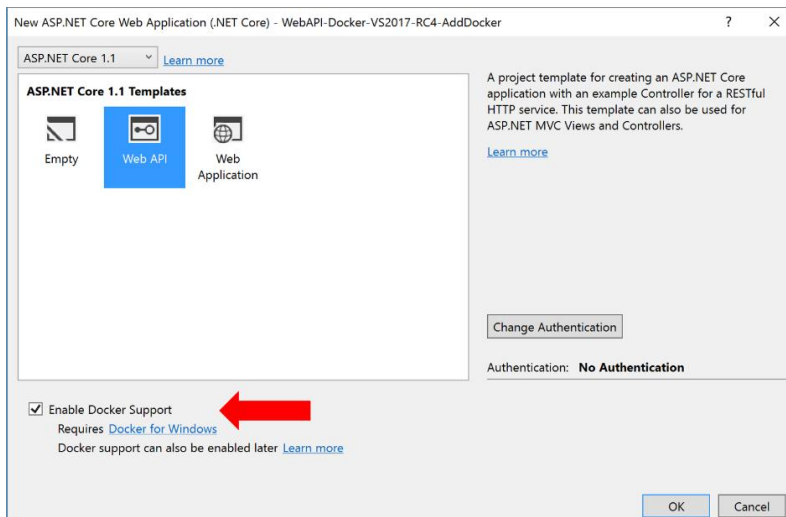 New ASP.NET Core Web Application (.NET Core) - WebAPI-Docker-VS2017-RC4-AddDocker
ASP.NET Core 1.1
Learn more
ASP.NET Core 1.1 Templates
Empty
Web API
Web
Application
A project template for creating an ASP.NET Core
application with an example Controller for a RESTful
HTTP service. This template can also be used for
ASP.NET MVC Views and Controllers.
Learn more
Change Authentication
Authentication: No Authentication
Enable Docker Support
Requires Docker for Windows
Docker support can also be enabled later Learn more
OK
Cancel